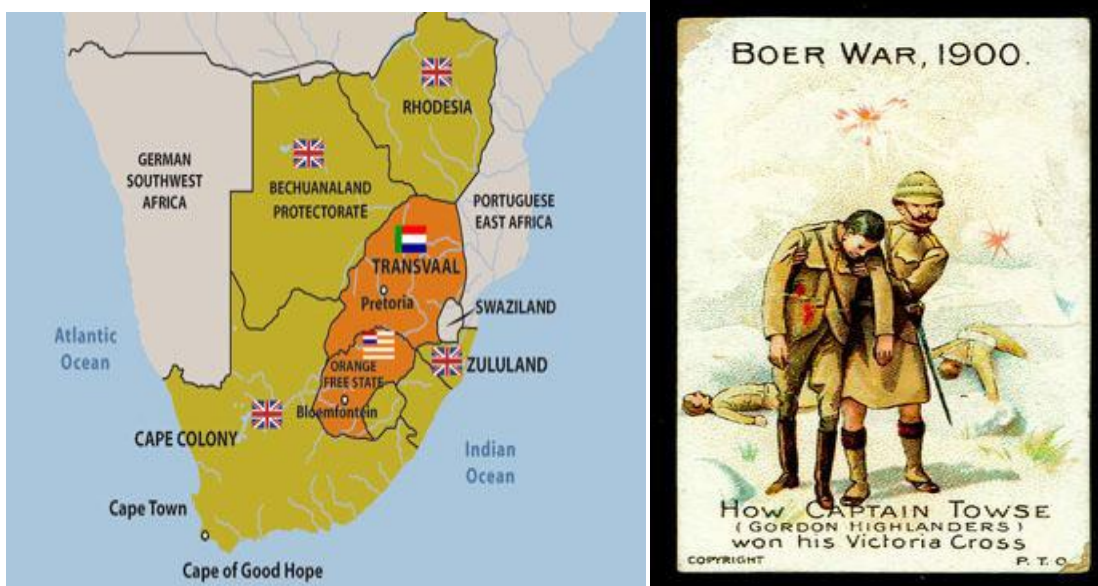 RHODESIA
GERMAN
SOUTHWEST
AFRICA
BECHUANALAND
PROTECTORATE
PORTUGUESE
EAST AFRICA
TRANSVAAL
Pretoria
SWAZILAND
Atlantic
Ocean
ORANGE
FREE STATE
ZULULAND
Bloemfontein
CAPE COLONY
Indian
Ocean
Cape Town
Cape of Good Hope
BOER WAR, 1900.
HOW CAPTAIN TOWSE
(GORDON HIGHLANDERS)
won his Victoria Cross
COPYRIGHT
P. T. O